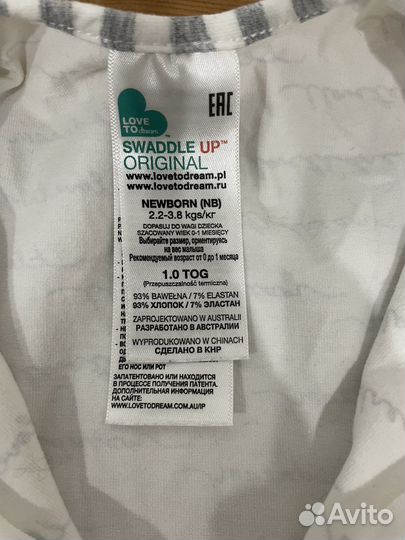 LOVE
TO dream
TM
EAC
SWADDLE UP™
ORIGINAL
www.lovetodream.pl
www.lovetodream.ru
NEWBORN (NB)
2.2-3.8 kgs/кг
DOPASUJ DO WAGI DZIECKA
SZACOWANY WIEK 0-1 MIESIĘCY
Выбирайте размер, ориентируясь
на вес малыша
Рекомендуемый возраст от 0 до 1 месяца
1.0 TOG
(Przepuszczalność termiczna)
93% BAWEŁNA / 7% ELASTAN
93% ХЛОПОК / 7% ЭЛАСТАН
ZAPROJEKTOWANO W AUSTRALII
РАЗРАБОТАНО В АВСТРАЛИИ
WYPRODUKOWANO W CHINACH
СДЕЛАНО В КНР
ЕГО НОС ИЛИ РОТ
ЗАПАТЕНТОВАНО ИЛИ НАХОДИТСЯ
В ПРОЦЕССЕ ПОЛУЧЕНИЯ ПАТЕНТА.
ДОПОЛНИТЕЛЬНАЯ ИНФОРМАЦИЯ
НА САЙТЕ:
WWW.LOVETODREAM.COM.AU/IP
Avito